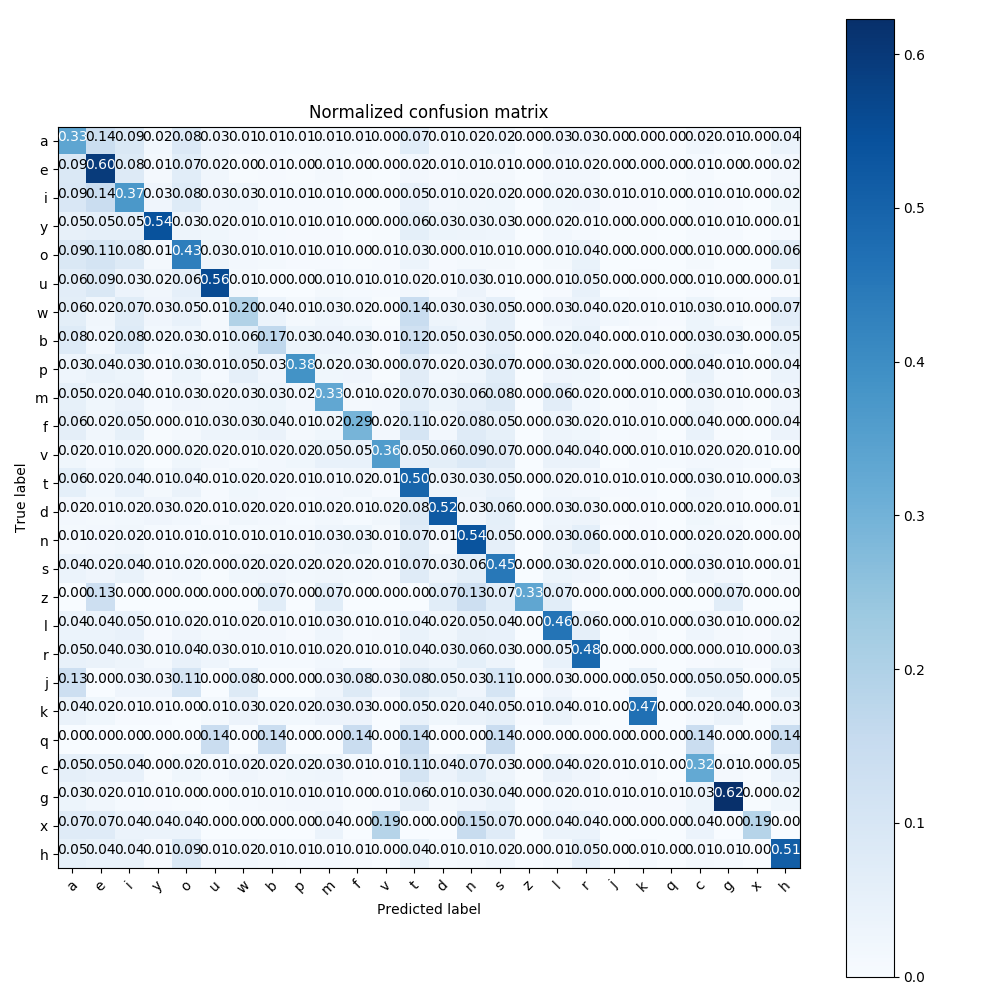 Normalized confusion matrix
a 0.33 0.14 0.09 0.02 0.08 0.03 0.01 0.01 0.01 0.01 0.01 0.00 0.07 0.01 0.02 0.02 0.00 0.03 0.03 0.00 0.00 0.00 0.02 0.01 0.00 0.04
e 0.09 0.60 0.08 0.01 0.07 0.02 0.00 0.00 0.00 0.01 0.00 0.00 0.02 0.01 0.01 0.01 0.00 0.01 0.02 0.00 0.00 0.00 0.01 0.00 0.00 0.02
i 0.09 0.14 0.37 0.03 0.08 0.03 0.03 0.01 0.01 0.01 0.00 0.00 0.05 0.01 0.02 0.01 0.00 0.02 0.03 0.01 0.00 0.00 0.01 0.01 0.00 0.02
y 0.05 0.05 0.05 0.54 0.03 0.02 0.01 0.01 0.00 0.01 0.01 0.00 0.06 0.03 0.03 0.03 0.00 0.02 0.01 0.00 0.00 0.00 0.01 0.01 0.00 0.01
o 0.09 0.11 0.08 0.01 0.43 0.03 0.01 0.01 0.00 0.01 0.00 0.01 0.03 0.00 0.01 0.01 0.00 0.01 0.04 0.00 0.01 0.00 0.01 0.00 0.00 0.06
u 0.06 0.09 0.03 0.02 0.06 0.56 0.01 0.00 0.00 0.01 0.01 0.01 0.02 0.01 0.03 0.01 0.00 0.01 0.05 0.00 0.01 0.00 0.01 0.00 0.00 0.01
w 0.06 0.02 0.07 0.03 0.05 0.01 0.20 0.04 0.01 0.03 0.02 0.00 0.14 0.03 0.03 0.05 0.00 0.03 0.04 0.02 0.01 0.00 0.03 0.01 0.00 0.07
b 0.08 0.02 0.08 0.02 0.03 0.01 0.06 0.17 0.03 0.04 0.03 0.01 0.12 0.05 0.03 0.05 0.00 0.02 0.04 0.00 0.01 0.00 0.03 0.03 0.00 0.05
p 0.03 0.04 0.03 0.01 0.03 0.01 0.05 0.03 0.38 0.02 0.03 0.00 0.07 0.02 0.03 0.07 0.00 0.03 0.02 0.00 0.00 0.00 0.04 0.01 0.00 0.04
m 0.05 0.02 0.04 0.01 0.03 0.02 0.03 0.03 0.02 0.33 0.01 0.02 0.07 0.03 0.06 0.08 0.00 0.06 0.02 0.00 0.01 0.00 0.03 0.01 0.00 0.03
f 0.06 0.02 0.05 0.00 0.01 0.03 0.03 0.04 0.01 0.02 0.29 0.02 0.11 0.02 0.08 0.05 0.00 0.03 0.02 0.01 0.02 0.00 0.04 0.00 0.00 0.04
v 0.02 0.01 0.02 0.00 0.02 0.02 0.01 0.02 0.02 0.05 0.05 0.36 0.05 0.06 0.09 0.07 0.00 0.04 0.04 0.00 0.01 0.00 0.02 0.02 0.01 0.00
t 0.06 0.02 0.04 0.01 0.04 0.01 0.02 0.02 0.01 0.01 0.02 0.01 0.50 0.03 0.03 0.05 0.00 0.02 0.01 0.00 0.01 0.00 0.03 0.01 0.00 0.03
d 0.02 0.01 0.02 0.03 0.01 0.02 0.01 0.02 0.01 0.02 0.01 0.02 0.08 0.52 0.03 0.06 0.00 0.03 0.03 0.00 0.00 0.00 0.02 0.01 0.00 0.01
n 0.01 0.02 0.02 0.01 0.01 0.01 0.01 0.01 0.01 0.03 0.03 0.01 0.07 0.01 0.54 0.05 0.00 0.03 0.06 0.00 0.00 0.00 0.02 0.02 0.00 0.00
s 0.04 0.02 0.04 0.01 0.02 0.00 0.02 0.02 0.02 0.02 0.02 0.01 0.07 0.03 0.06 0.45 0.00 0.03 0.02 0.00 0.01 0.00 0.03 0.01 0.00 0.01
z 0.00 0.13 0.00 0.00 0.00 0.00 0.00 0.07 0.00 0.07 0.00 0.00 0.00 0.07 0.13 0.07 0.33 0.07 0.00 0.00 0.00 0.00 0.00 0.07 0.00 0.00
l 0.04 0.04 0.05 0.01 0.02 0.01 0.02 0.01 0.01 0.03 0.01 0.01 0.04 0.02 0.05 0.04 0.00 0.46 0.06 0.00 0.01 0.00 0.03 0.01 0.00 0.02
r 0.05 0.04 0.03 0.01 0.04 0.03 0.01 0.01 0.01 0.02 0.01 0.01 0.04 0.03 0.06 0.03 0.00 0.05 0.48 0.00 0.00 0.00 0.01 0.00 0.00 0.03
j 0.13 0.00 0.03 0.03 0.11 0.00 0.08 0.00 0.00 0.03 0.08 0.03 0.08 0.05 0.03 0.11 0.00 0.03 0.00 0.00 0.05 0.00 0.05 0.05 0.00 0.05
k 0.04 0.02 0.01 0.01 0.00 0.01 0.03 0.02 0.02 0.03 0.03 0.00 0.05 0.02 0.04 0.05 0.01 0.04 0.01 0.00 0.47 0.00 0.02 0.04 0.00 0.03
q 0.00 0.00 0.00 0.00 0.00 0.14 0.00 0.14 0.00 0.00 0.14 0.00 0.14 0.00 0.00 0.14 0.00 0.00 0.00 0.00 0.00 0.00 0.14 0.00 0.00 0.14
c 0.05 0.05 0.04 0.00 0.02 0.01 0.02 0.02 0.02 0.03 0.01 0.01 0.11 0.04 0.07 0.03 0.00 0.04 0.02 0.01 0.01 0.00 0.32 0.01 0.00 0.05
g 0.03 0.02 0.01 0.01 0.00 0.00 0.01 0.01 0.01 0.01 0.01 0.01 0.06 0.01 0.03 0.04 0.00 0.02 0.01 0.01 0.01 0.00 0.03 0.62 0.00 0.02
x 0.07 0.07 0.04 0.04 0.04 0.00 0.00 0.00 0.00 0.04 0.00 0.19 0.00 0.00 0.15 0.07 0.00 0.04 0.04 0.00 0.00 0.00 0.04 0.00 0.19 0.00
h 0.05 0.04 0.04 0.01 0.09 0.01 0.02 0.01 0.01 0.01 0.01 0.00 0.04 0.01 0.01 0.02 0.00 0.01 0.05 0.00 0.01 0.00 0.01 0.01 0.00 0.51
a e i y o u w b p m f v t d n s z l r j k q c g x h
True label
Predicted label
0.6
0.5
0.4
0.3
0.2
0.1
0.0